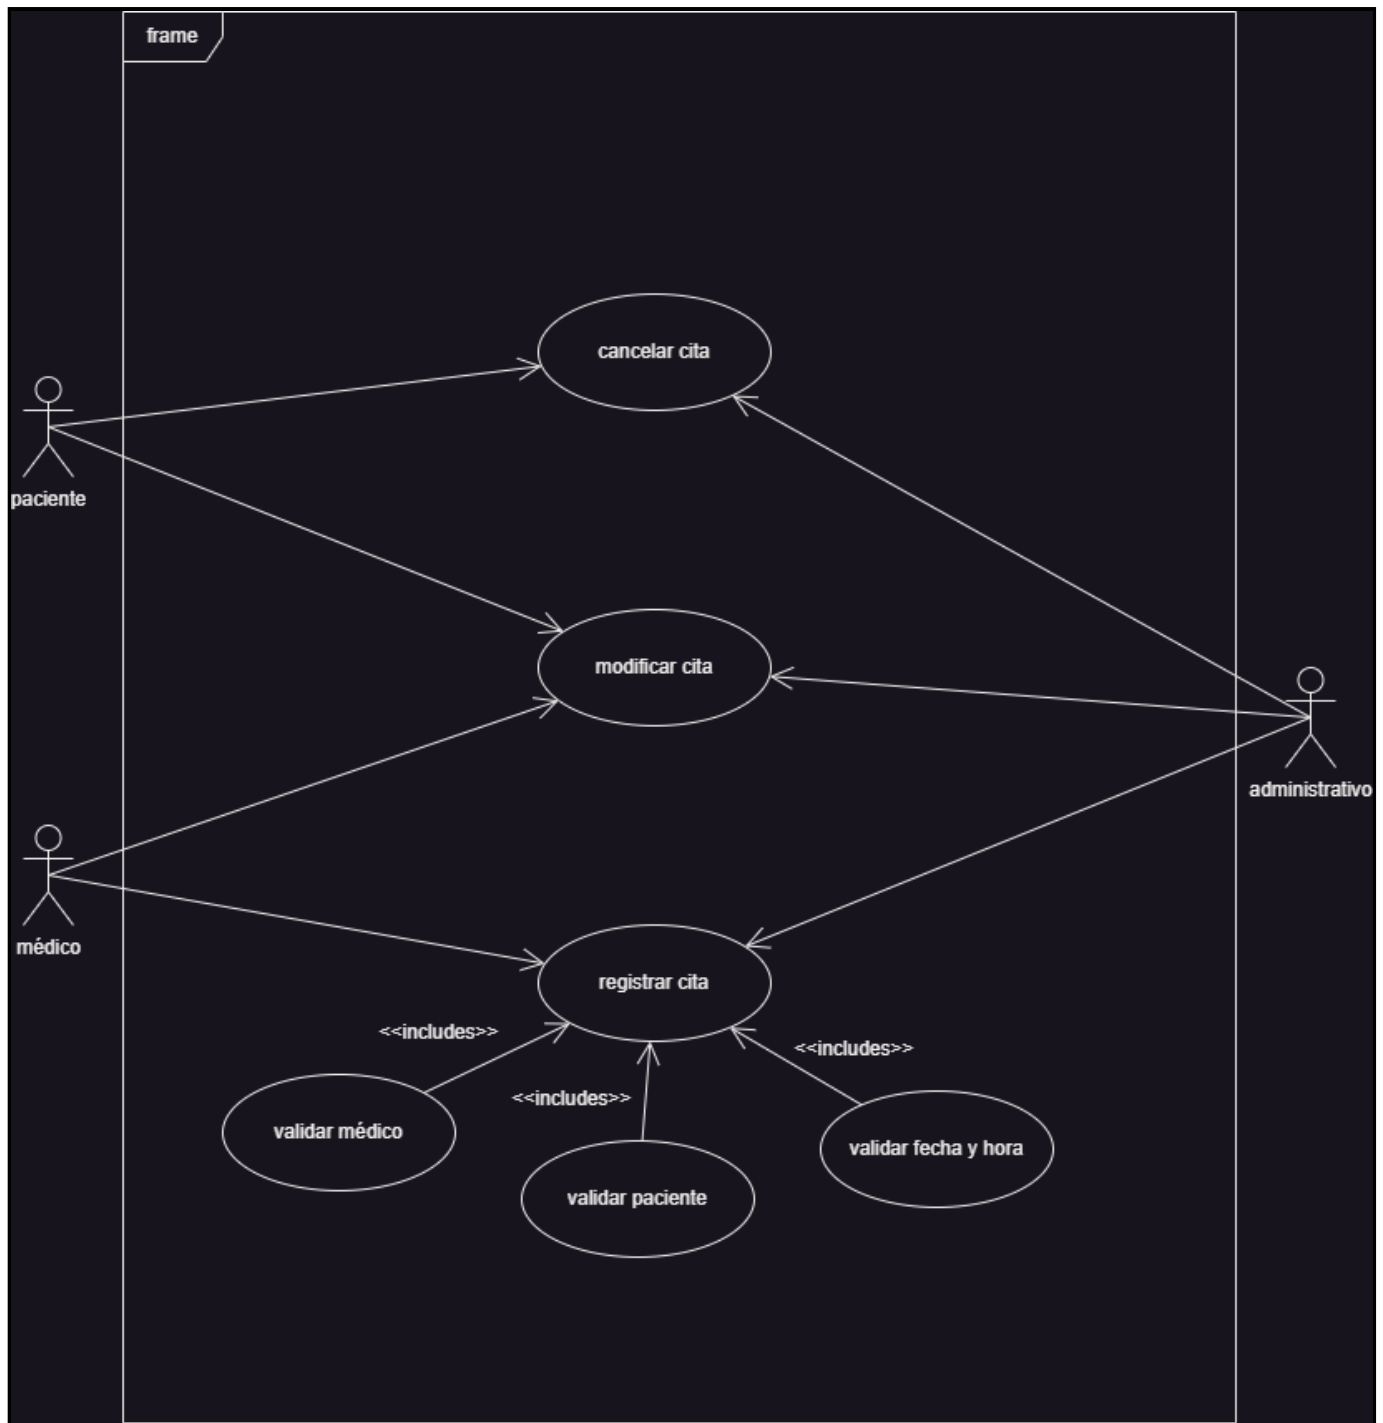 frame
cancelar cita
paciente
modificar cita
administrativo
médico
registrar cita
<<includes>>
<<includes>>
<<includes>>
validar médico
validar fecha y hora
validar paciente